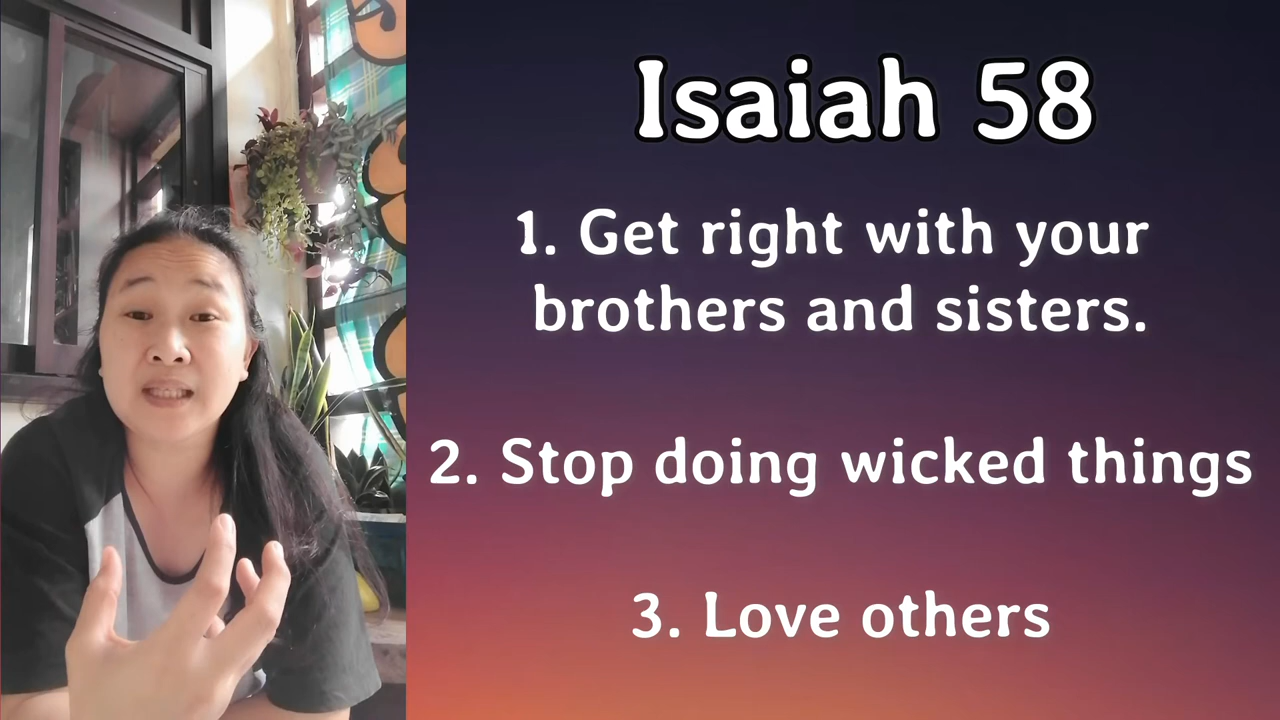 Isaiah 58
1. Get right with your
brothers and sisters.
2. Stop doing wicked things
3. Love others